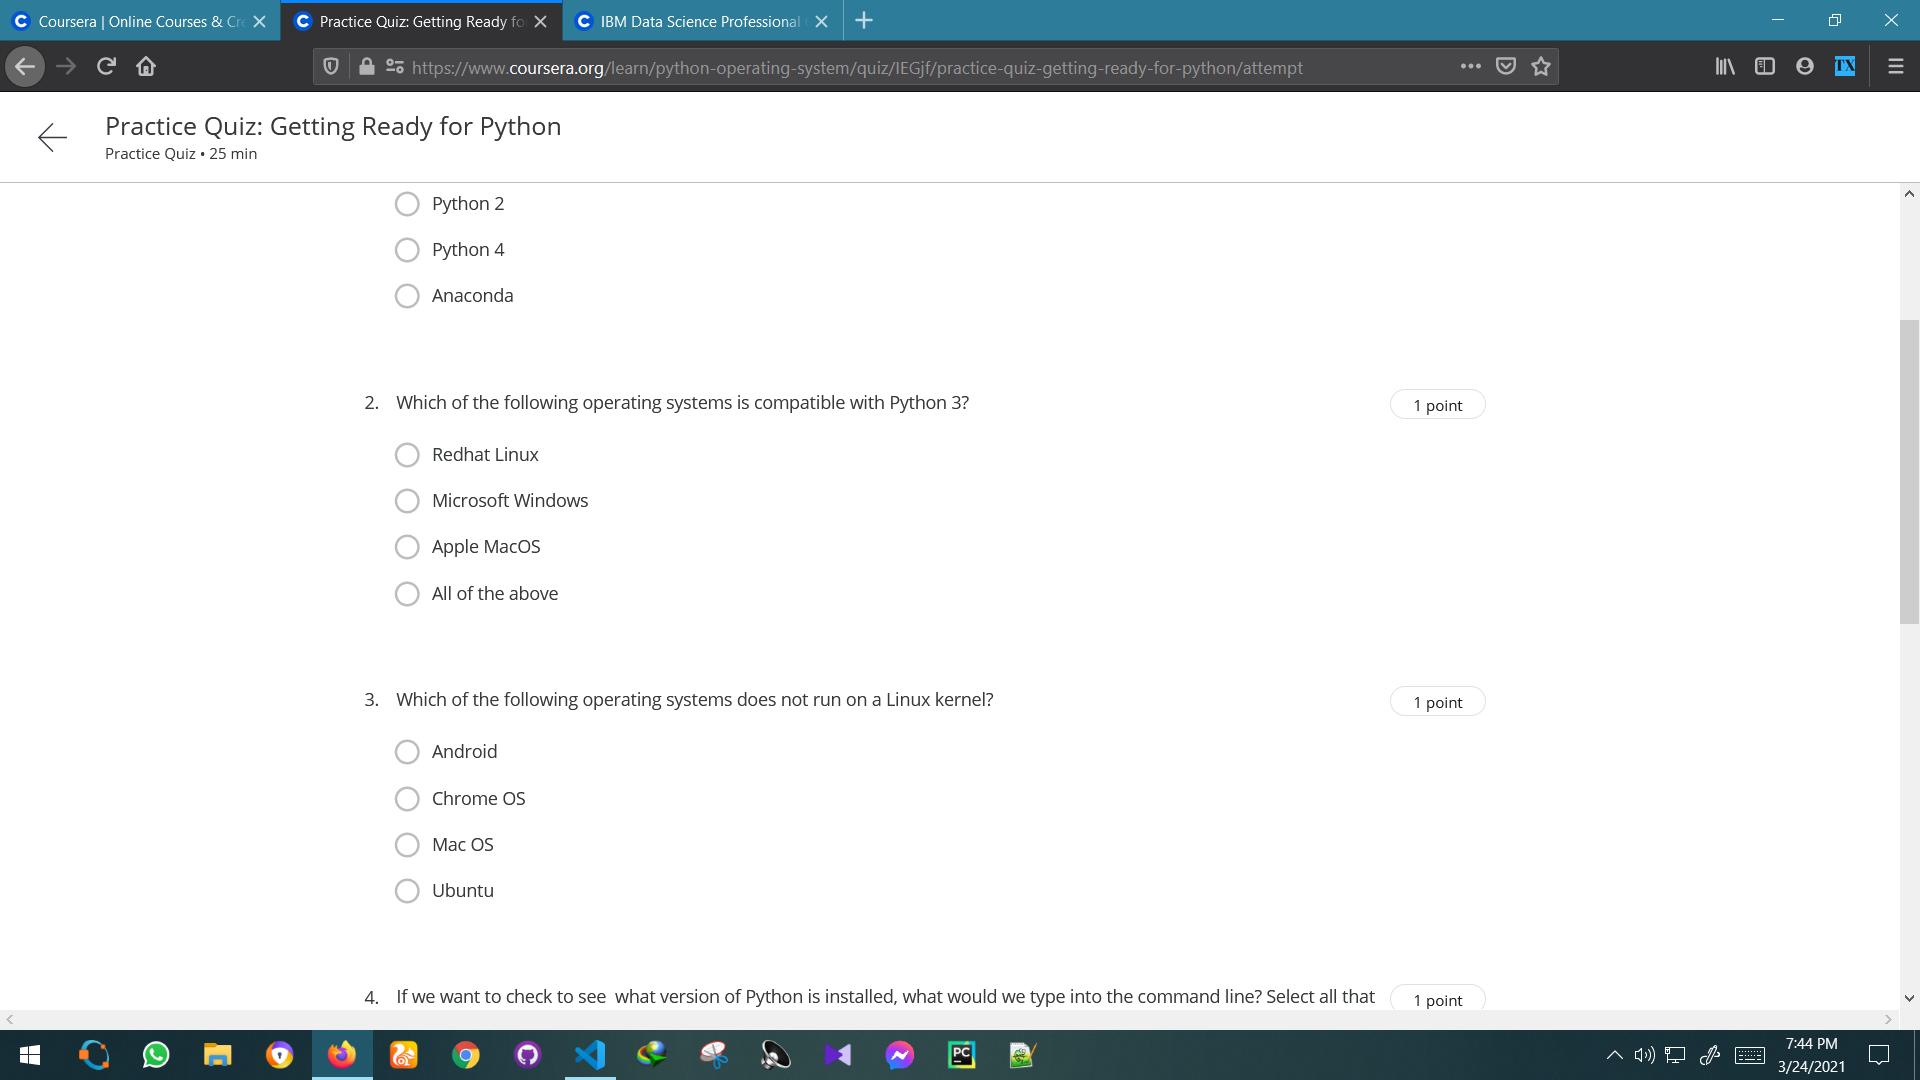 Coursera | Online Courses & Cre
Practice Quiz: Getting Ready fo
IBM Data Science Professional
https://www.coursera.org/learn/python-operating-system/quiz/IEGjf/practice-quiz-getting-ready-for-python/attempt
TX
Practice Quiz: Getting Ready for Python
Practice Quiz • 25 min
Python 2
Python 4
Anaconda
2. Which of the following operating systems is compatible with Python 3?
1 point
Redhat Linux
Microsoft Windows
Apple MacOS
All of the above
3. Which of the following operating systems does not run on a Linux kernel?
1 point
Android
Chrome OS
Mac OS
Ubuntu
4. If we want to check to see  what version of Python is installed, what would we type into the command line? Select all that
1 point
PC
7:44 PM
3/24/2021